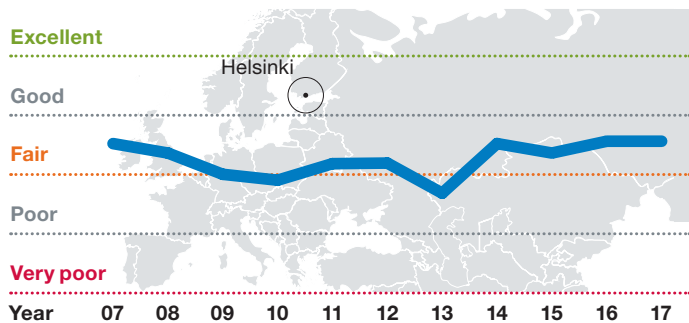 Excellent
Helsinki
Good
Fair
Poor
Very poor
Year 07 08 09 10 11 12 13 14 15 16 17